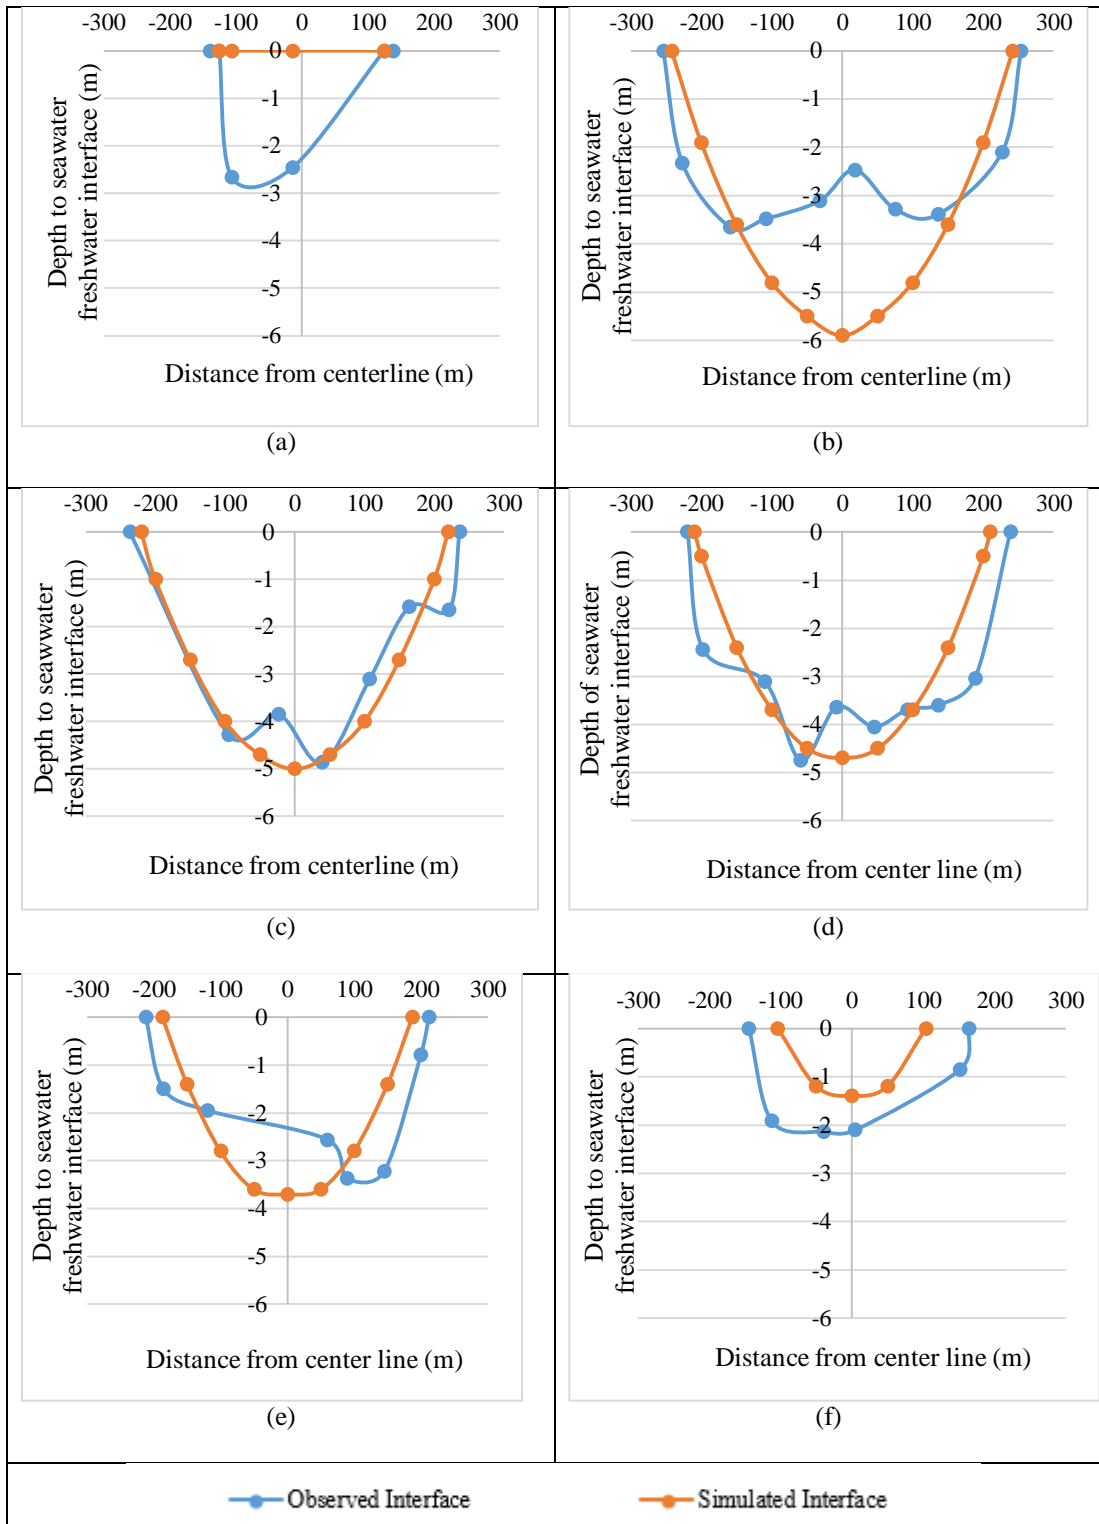 -300 -200 -100 0 100 200 300
0
-1
-2
-3
-4
-5
-6
Depth to seawater
freshwater interface (m)
Distance from centerline (m)
(a)
-300 -200 -100 0 100 200 300
0
-1
-2
-3
-4
-5
-6
Depth to seawater
freshwater interface (m)
Distance from centerline (m)
(b)
-300 -200 -100 0 100 200 300
0
-1
-2
-3
-4
-5
-6
Depth to seawwater
freshwater interface (m)
Distance from centerline (m)
(c)
-300 -200 -100 0 100 200 300
0
-1
-2
-3
-4
-5
-6
Depth of seawater
freshwater interface (m)
Distance from center line (m)
(d)
-300 -200 -100 0 100 200 300
0
-1
-2
-3
-4
-5
-6
Depth to seawater
freshwater interface (m)
Distance from center line (m)
(e)
-300 -200 -100 0 100 200 300
0
-1
-2
-3
-4
-5
-6
Depth to seawater
freshwater interface (m)
Distance from center line (m)
(f)
Observed Interface Simulated Interface